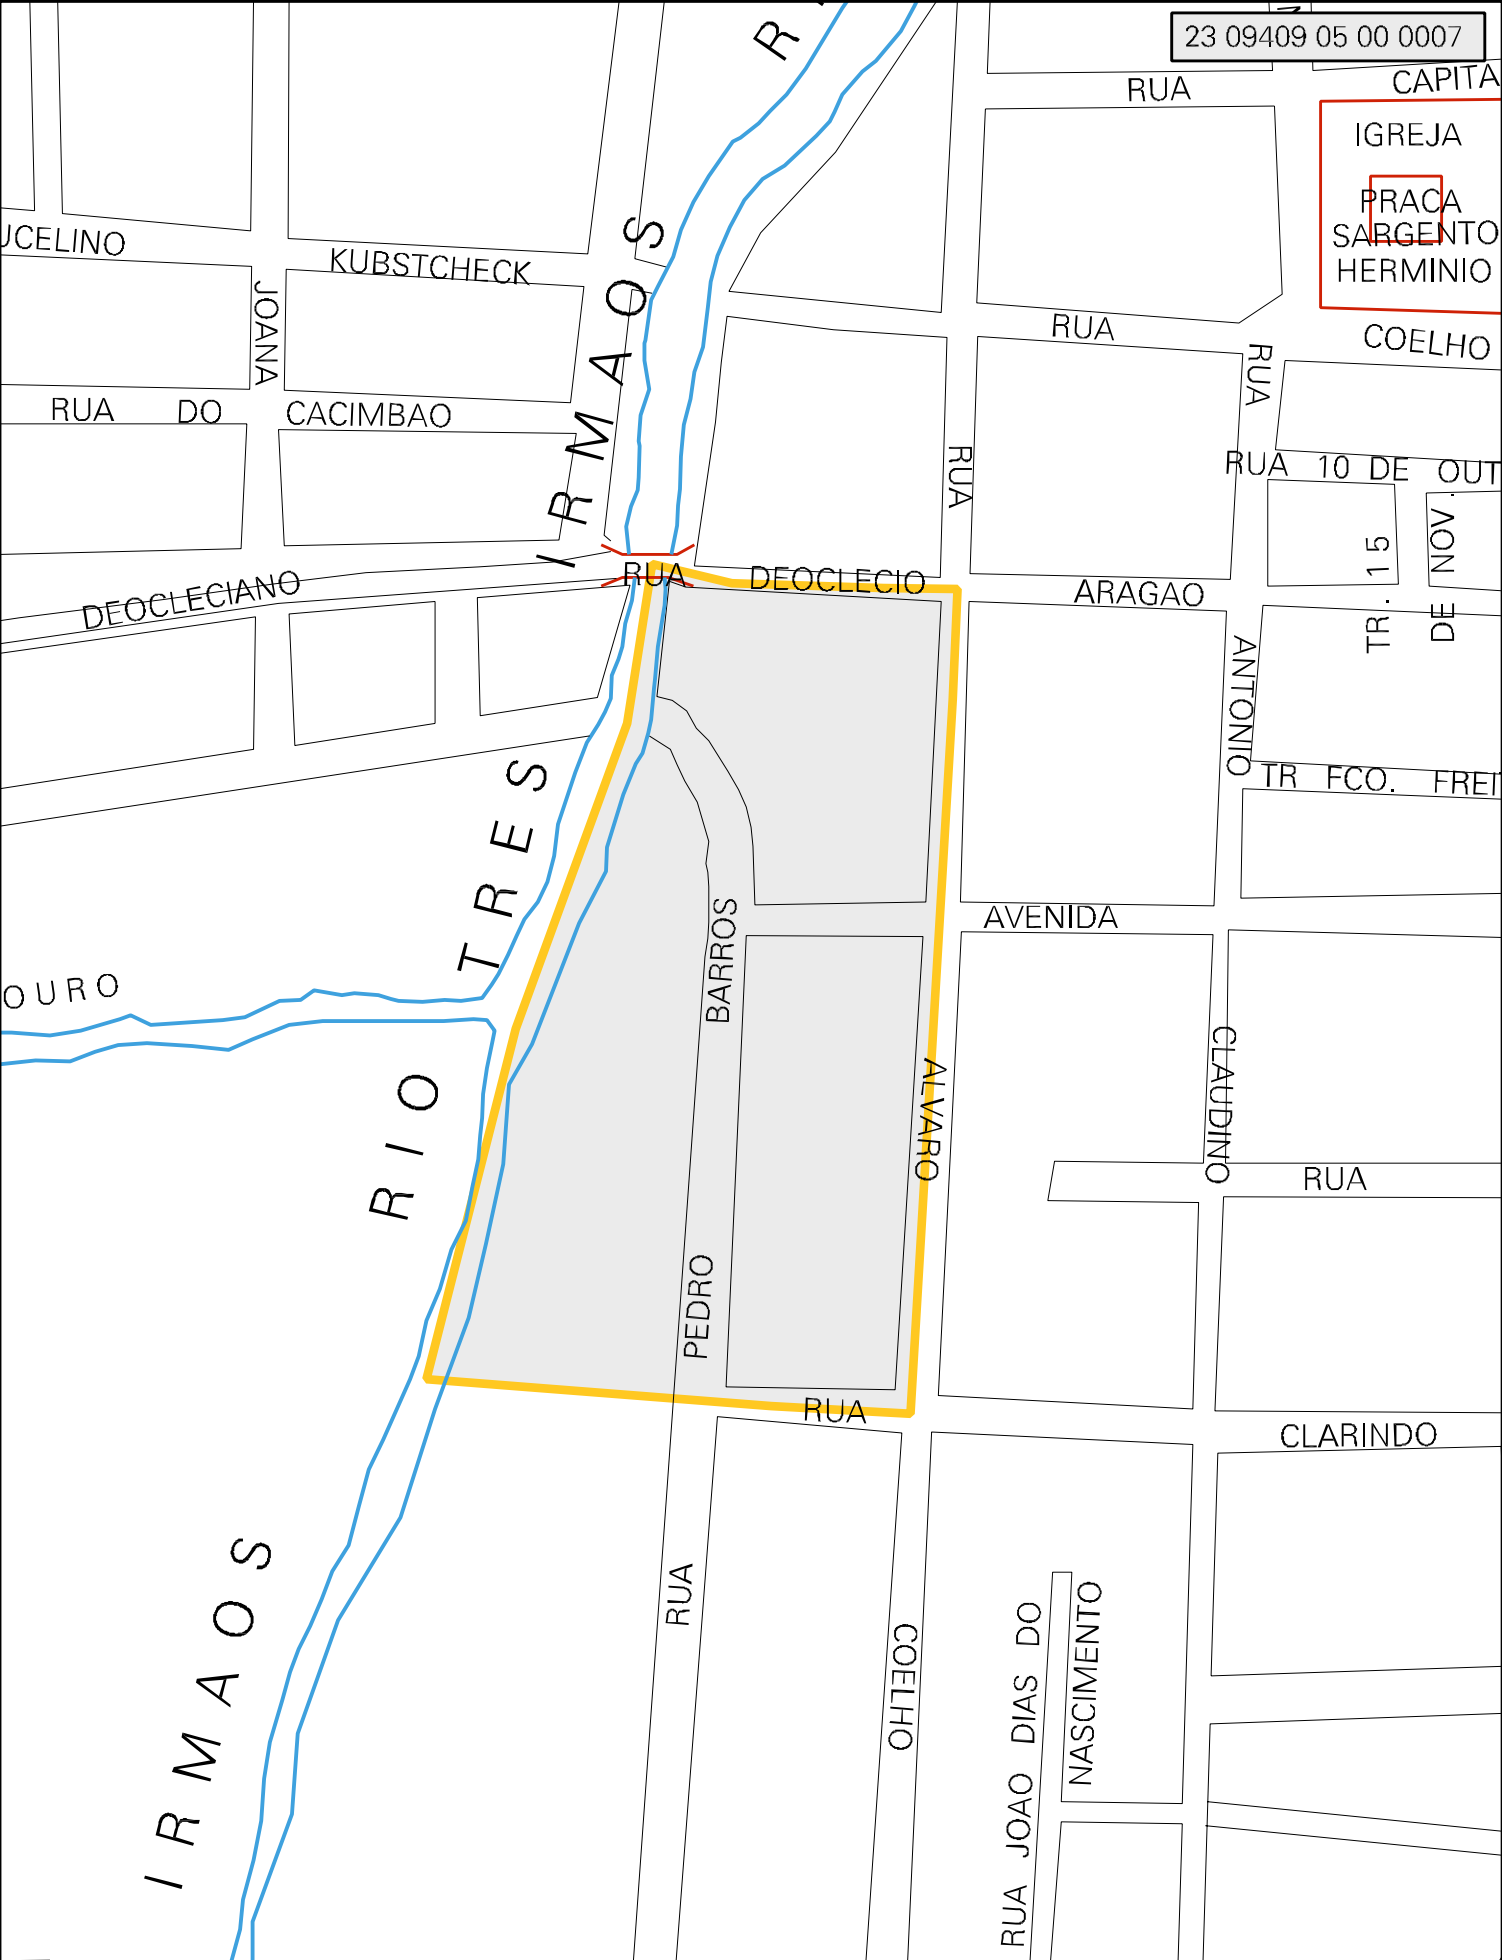 23 09409 05 00 0007
R
RUA
CAPITA
IGREJA
PRACA
SARGENTO
HERMINIO
UCELINO
KUBSTCHECK
JOANA
RUA
COELHO
RUA DO CACIMBAO
IRMAOS
RUA
RUA
RUA 10 DE OUT
TR. 15
DE NOV.
DEOCLECIANO
RUA DEOCLECIO
ARAGAO
ANTONIO
TR FCO. FREI
RIO TRES
BARROS
AVENIDA
OURO
ALVARO
CLAUDINO
RUA
PEDRO
RUA
CLARINDO
IRMAOS
RUA
COELHO
RUA JOAO DIAS DO
NASCIMENTO